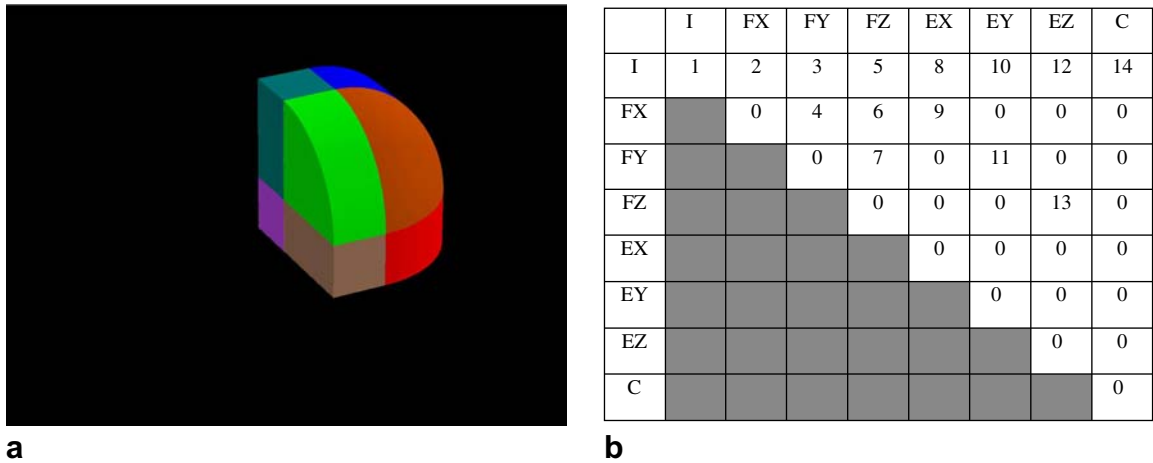 I FX FY FZ EX EY EZ C
I 1 2 3 5 8 10 12 14
FX 0 4 6 9 0 0 0
FY 0 7 0 11 0 0
FZ 0 0 0 13 0
EX 0 0 0 0
EY 0 0 0
EZ 0 0
C 0
a b